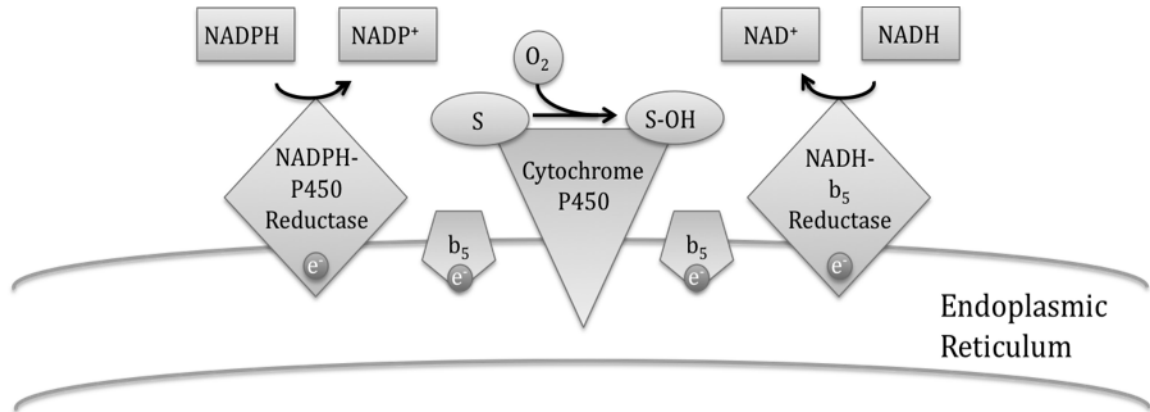 NADPH
NADP⁺
O₂
NAD⁺
NADH
S
S-OH
NADPH-
P450
Reductase
Cytochrome
P450
NADH-
b₅
Reductase
b₅
b₅
e⁻
e⁻
e⁻
e⁻
Endoplasmic
Reticulum